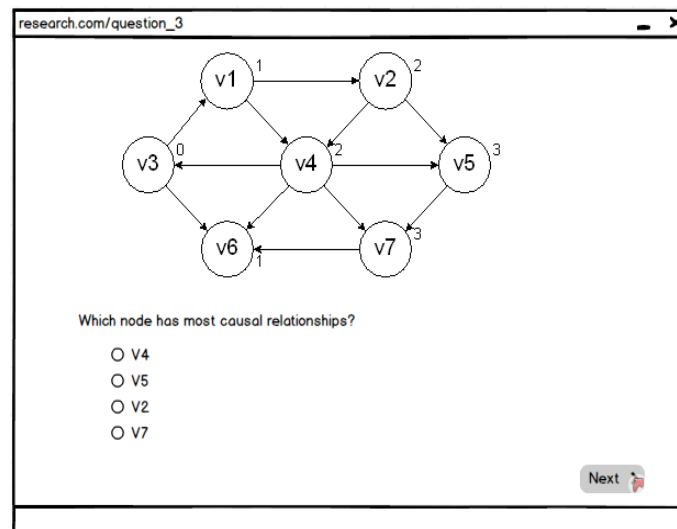 research.com/question_3
v1 1
v2 2
v3 0
v4 2
v5 3
v6 1
v7 3
Which node has most causal relationships?
V4
V5
V2
V7
Next